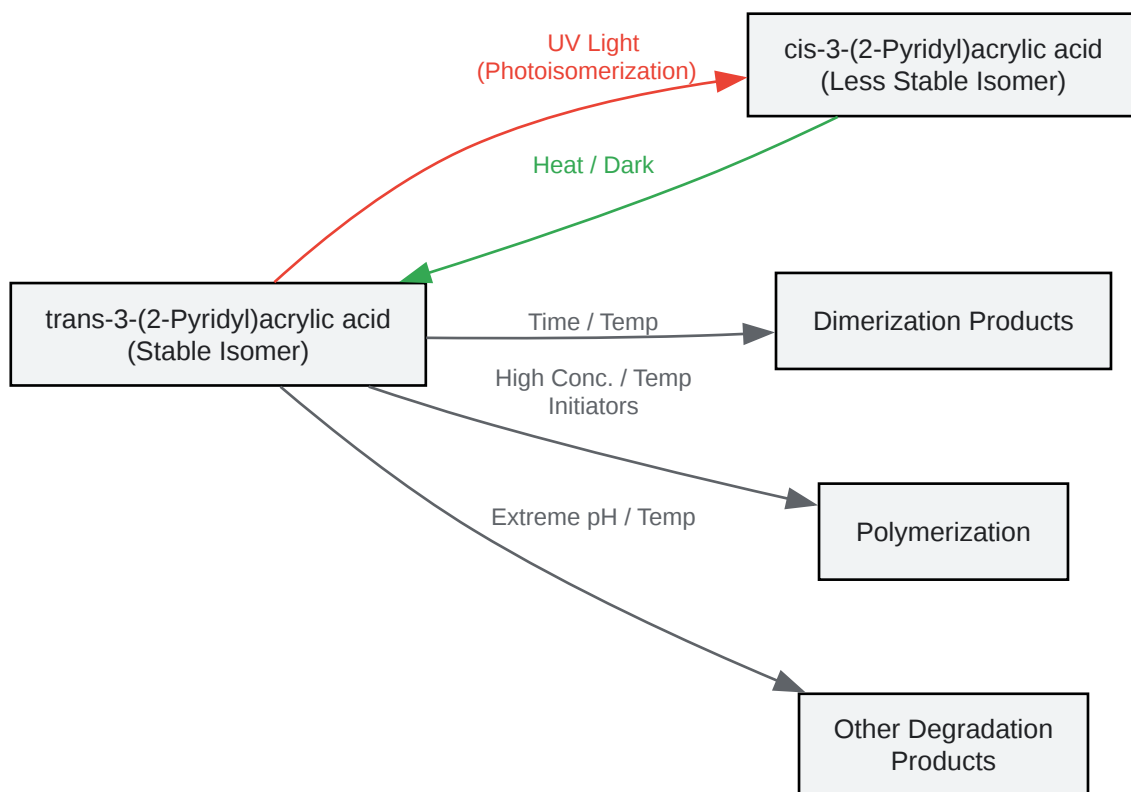 UV Light
(Photoisomerization)
cis-3-(2-Pyridyl)acrylic acid
(Less Stable Isomer)
Heat / Dark
trans-3-(2-Pyridyl)acrylic acid
(Stable Isomer)
Time / Temp
Dimerization Products
High Conc. / Temp
Initiators
Polymerization
Extreme pH / Temp
Other Degradation
Products